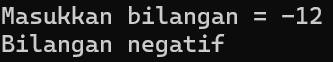 Masukkan bilangan = -12
Bilangan negatif